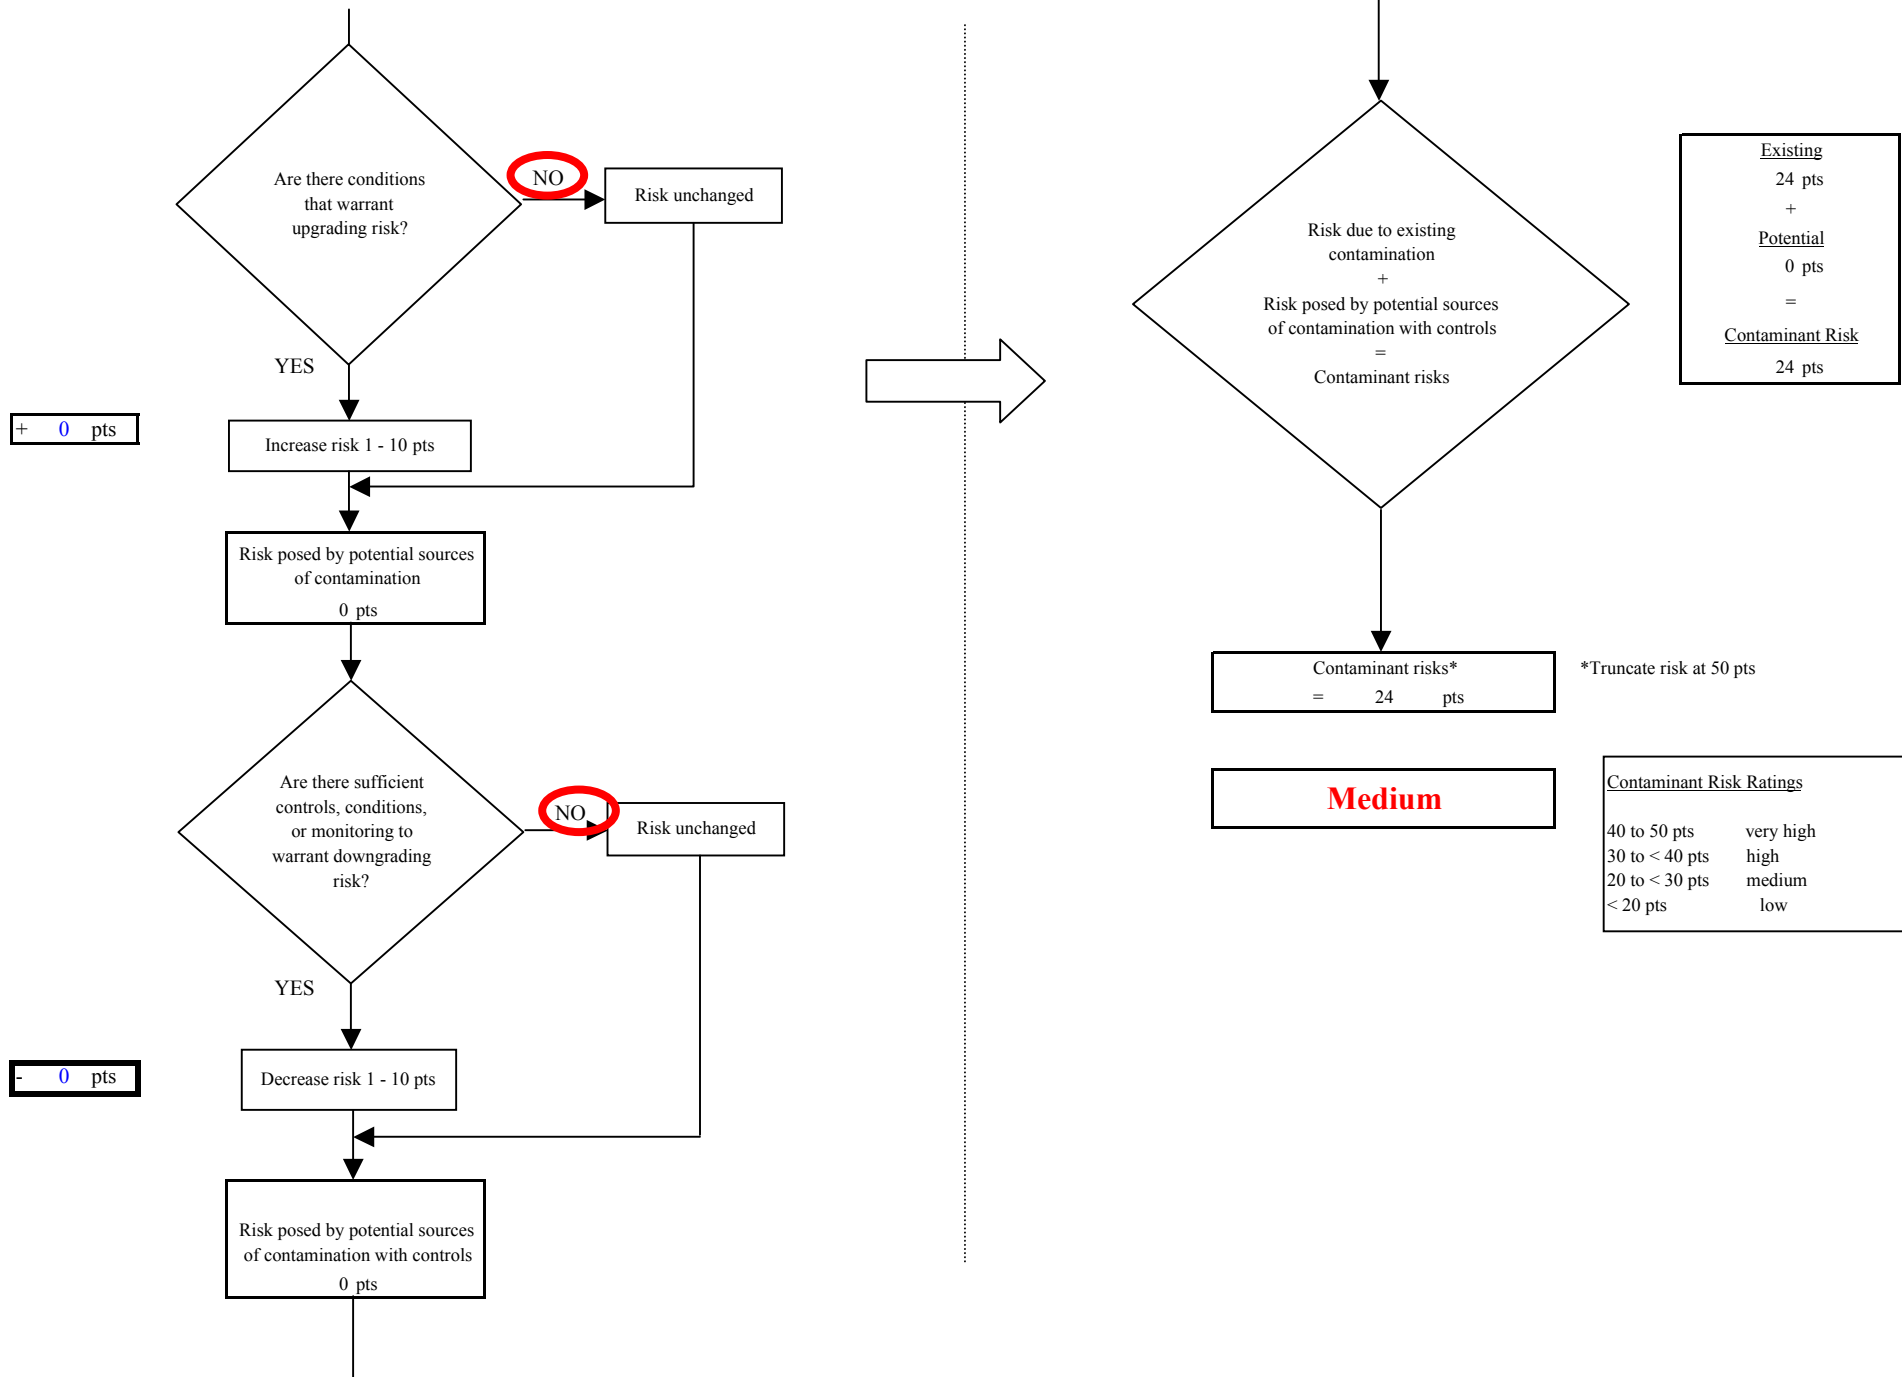 Are there conditions
that warrant
upgrading risk?
NO
Risk unchanged
YES
+ 0 pts
Increase risk 1 - 10 pts
Risk posed by potential sources
of contamination
0 pts
Are there sufficient
controls, conditions,
or monitoring to
warrant downgrading
risk?
NO
Risk unchanged
YES
- 0 pts
Decrease risk 1 - 10 pts
Risk posed by potential sources
of contamination with controls
0 pts
Risk due to existing
contamination
+
Risk posed by potential sources
of contamination with controls
=
Contaminant risks
Existing
24 pts
+
Potential
0 pts
=
Contaminant Risk
24 pts
Contaminant risks*
= 24 pts
*Truncate risk at 50 pts
Medium
Contaminant Risk Ratings
40 to 50 pts very high
30 to < 40 pts high
20 to < 30 pts medium
< 20 pts low